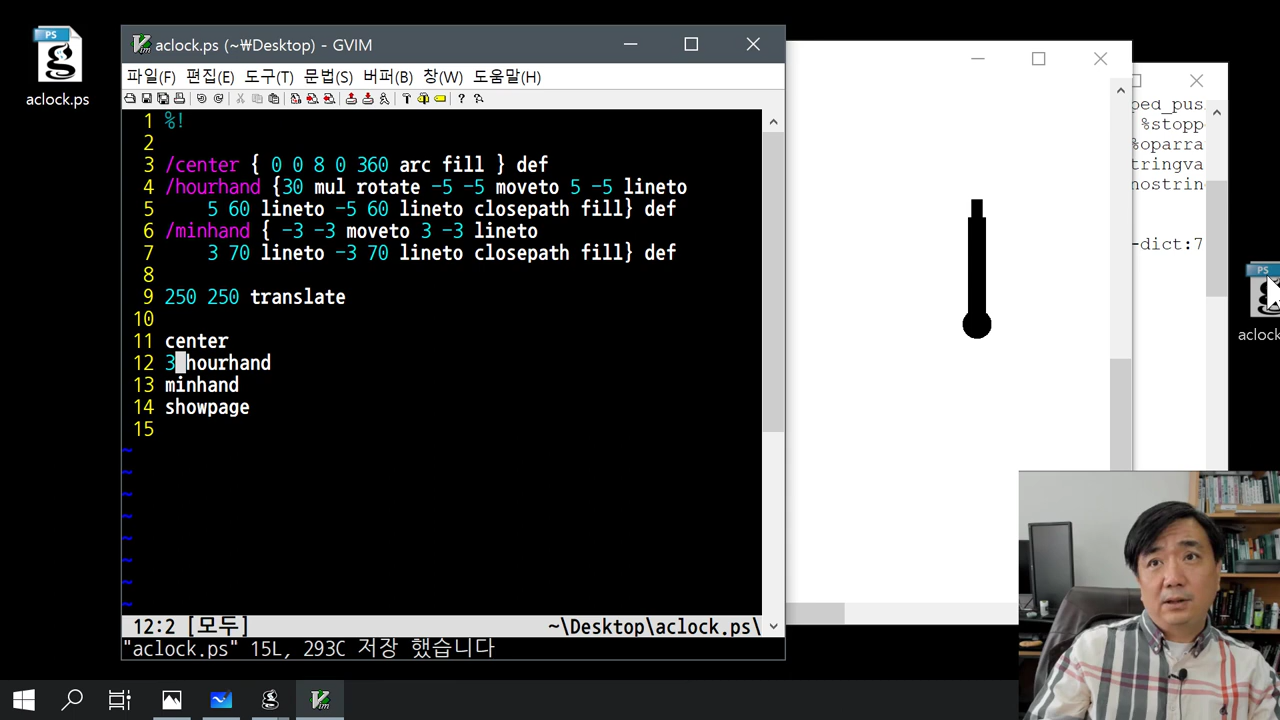 PS
aclock.ps
aclock.ps (~₩Desktop) - GVIM
파일(F) 편집(E) 도구(T) 문법(S) 버퍼(B) 창(W) 도움말(H)
1 %!
2
3 /center { 0 0 8 0 360 arc fill } def
4 /hourhand {30 mul rotate -5 -5 moveto 5 -5 lineto
5 5 60 lineto -5 60 lineto closepath fill} def
6 /minhand { -3 -3 moveto 3 -3 lineto
7 3 70 lineto -3 70 lineto closepath fill} def
8
9 250 250 translate
10
11 center
12 3 hourhand
13 minhand
14 showpage
15
~
~
~
~
~
~
~
~
12:2 [모두] ~\Desktop\aclock.ps\
"aclock.ps" 15L, 293C 저장 했습니다
%stopp
%oparra
tringva
nostrin
-dict:7
PS
aclock